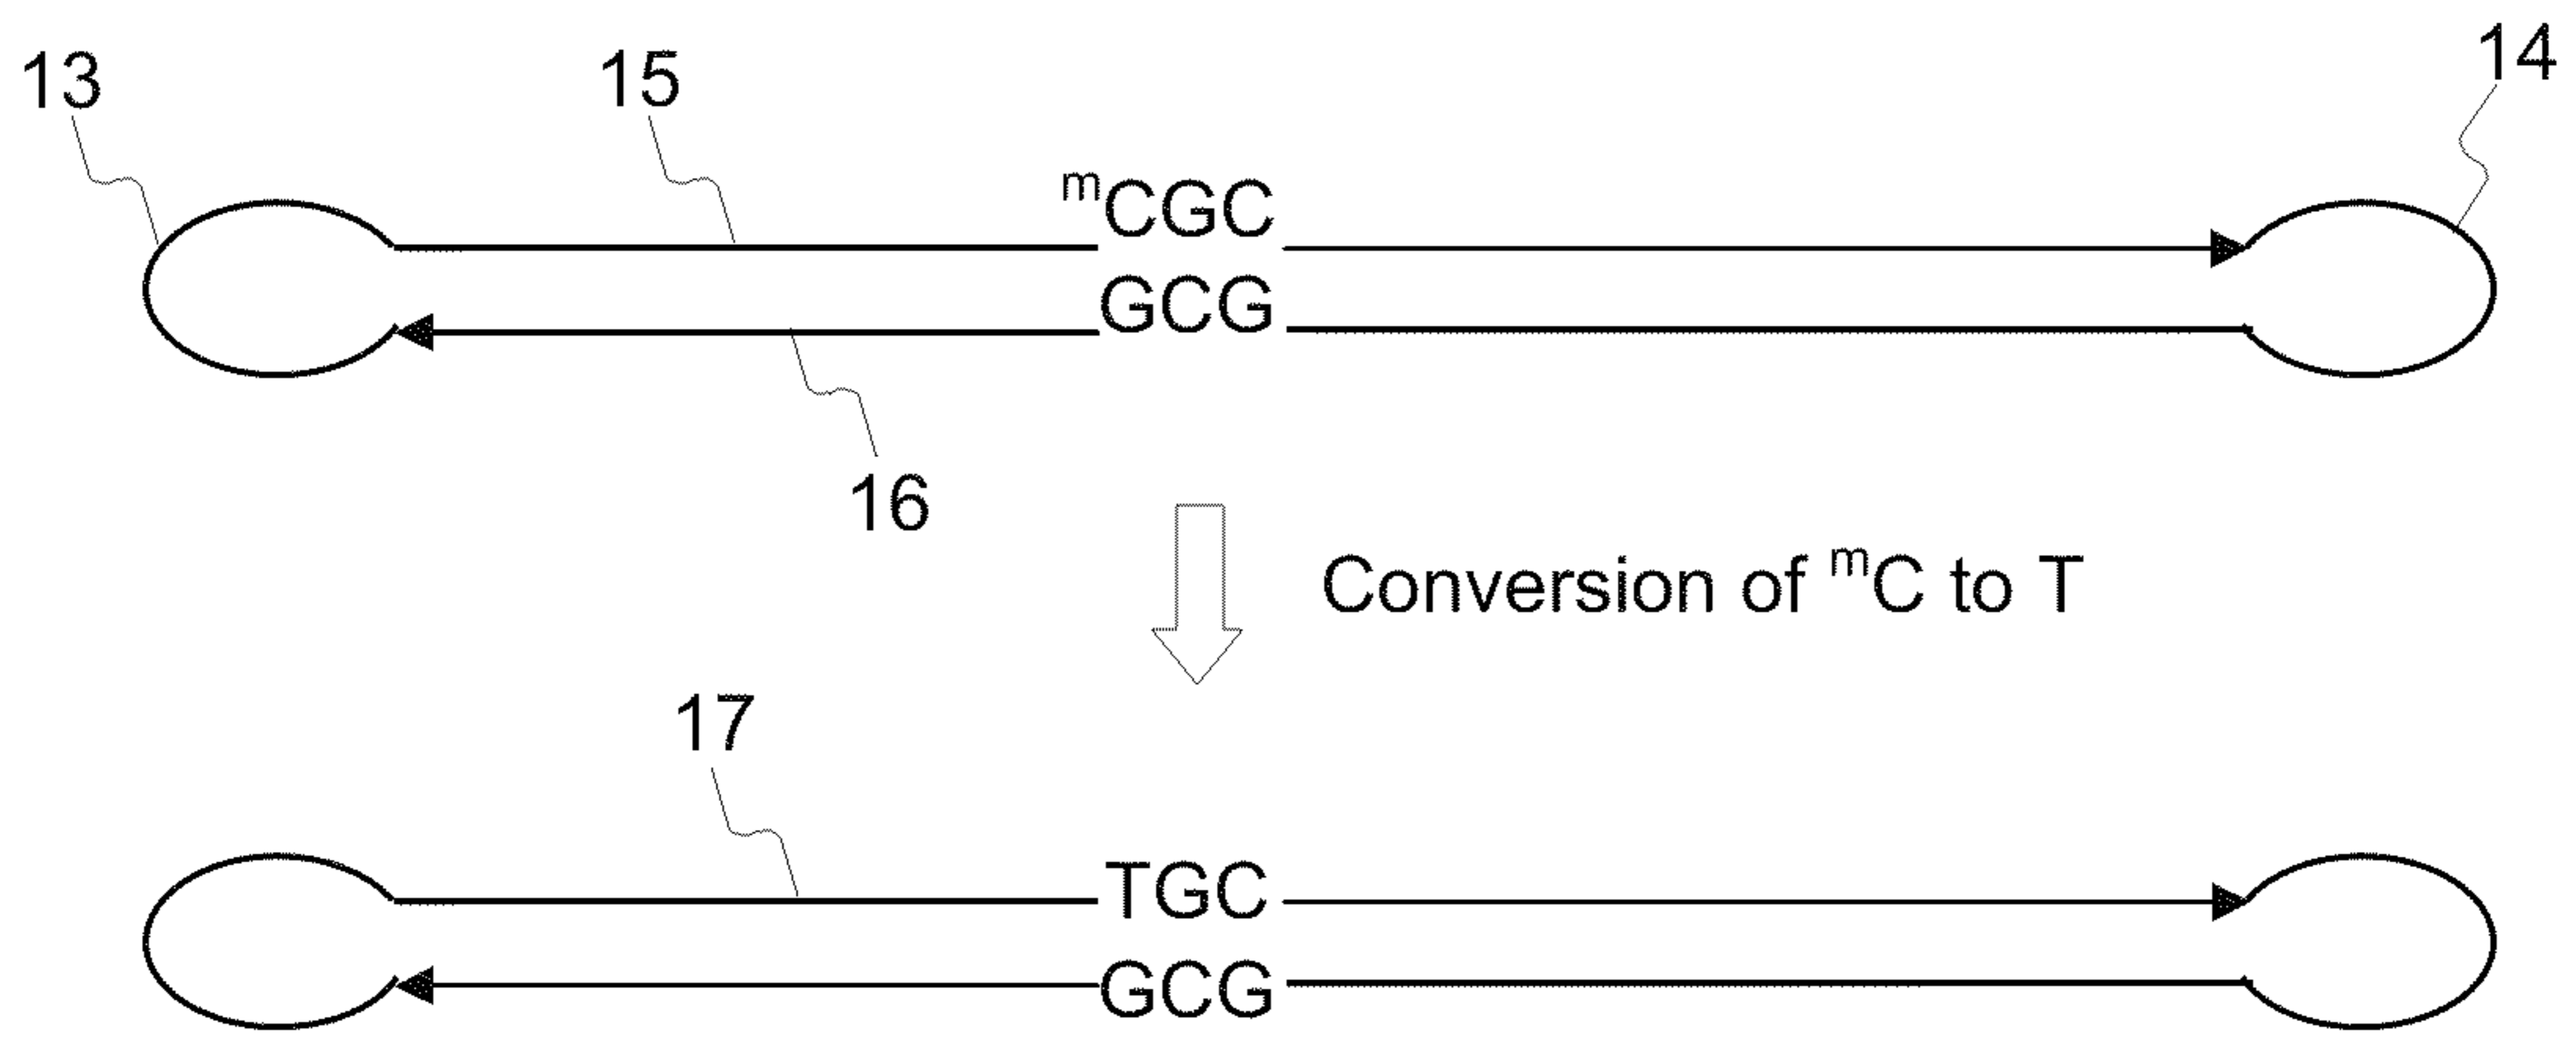 13
15
14
ᵐCGC
GCG
16
Conversion of ᵐC to T
17
TGC
GCG